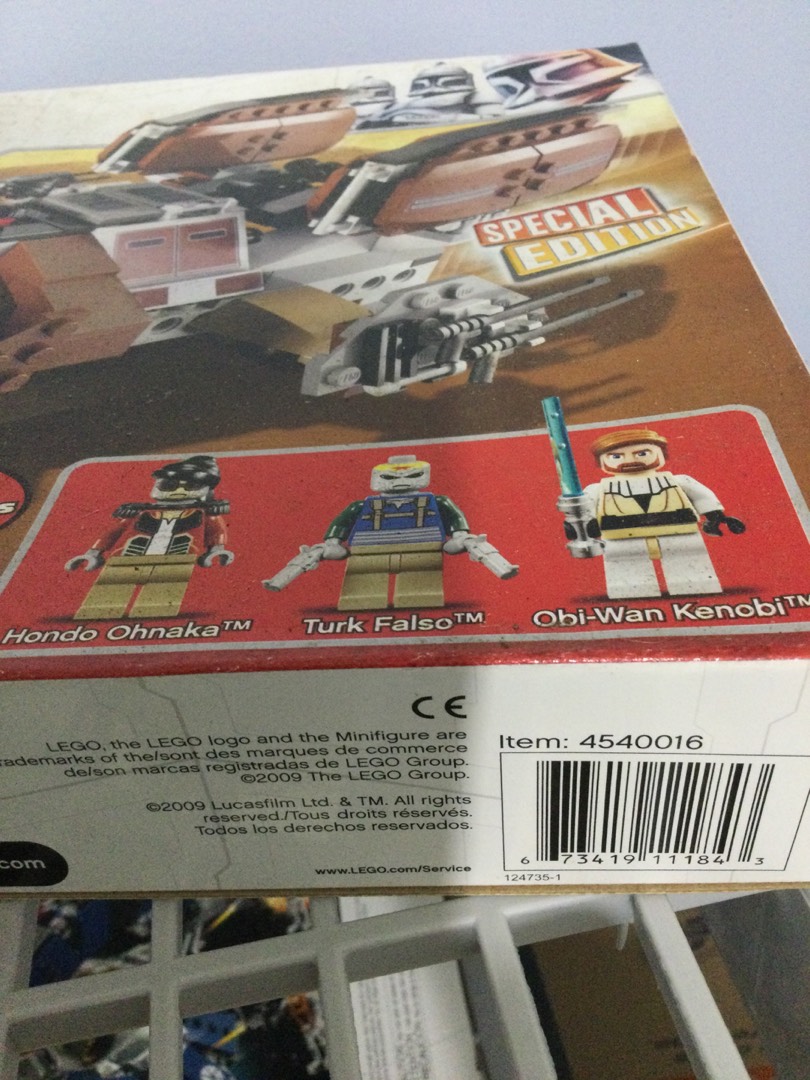 SPECIAL
EDITION
s
Hondo Ohnaka™
Turk Falso™
Obi-Wan Kenobi™
CE
LEGO, the LEGO logo and the Minifigure are
rademarks of the/sont des marques de commerce
de/son marcas registradas de LEGO Group.
©2009 The LEGO Group.
©2009 Lucasfilm Ltd. & TM. All rights
reserved./Tous droits réservés.
Todos los derechos reservados.
.com
www.LEGO.com/Service
Item: 4540016
6 73419 11184 3
124735-1